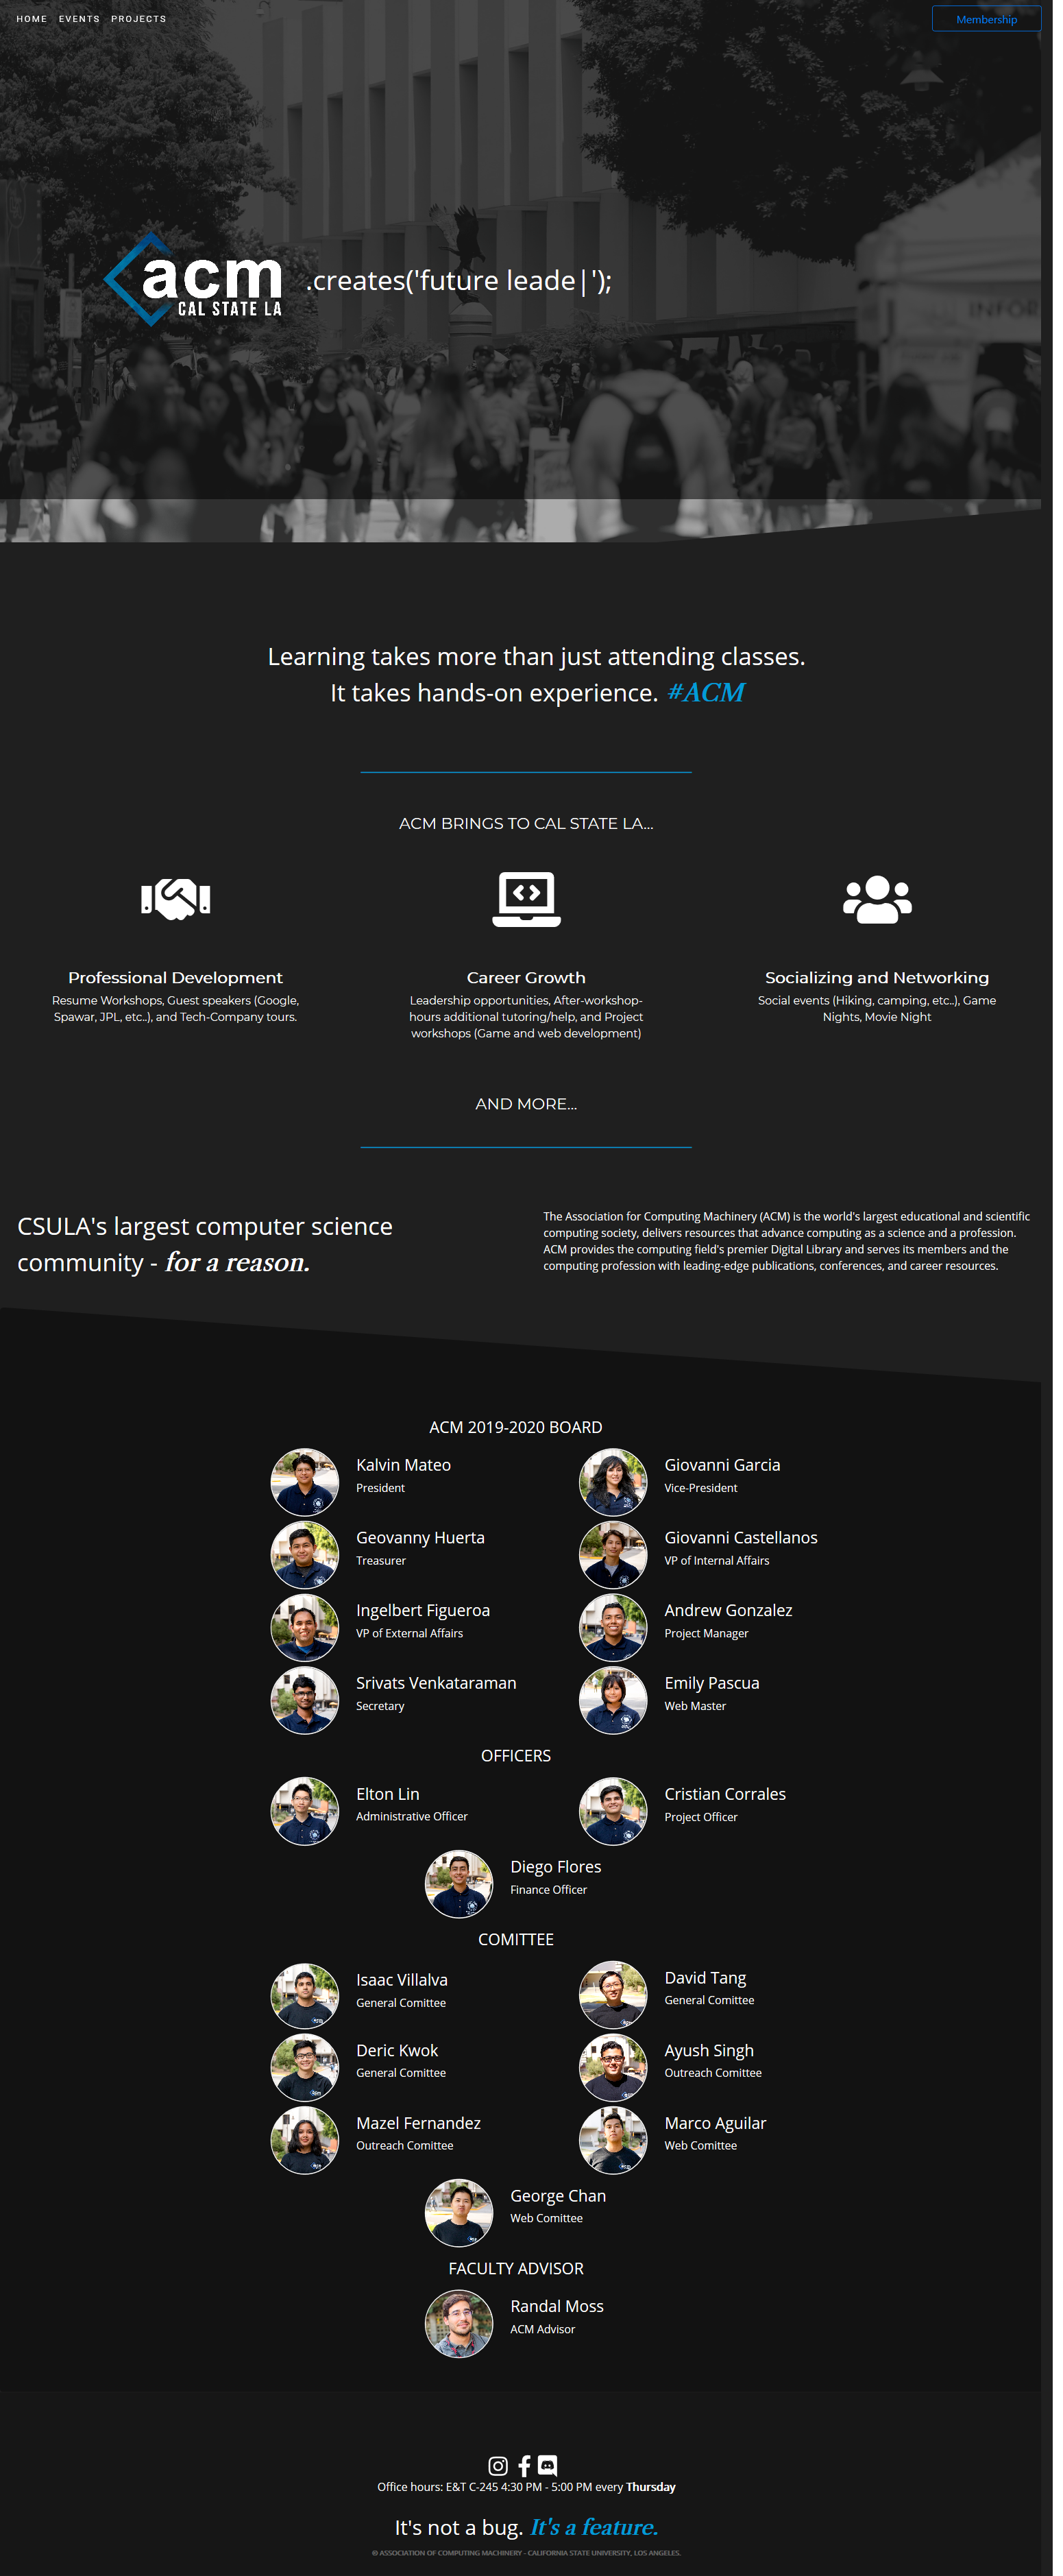 HOME EVENTS PROJECTS
Membership
acm
CAL STATE LA
.creates('future leade|');
INFOR
Learning takes more than just attending classes.
It takes hands-on experience. #ACM
ACM BRINGS TO CAL STATE LA...
Professional Development
Resume Workshops, Guest speakers (Google,
Spawar, JPL, etc..), and Tech-Company tours.
Career Growth
Leadership opportunities, After-workshop-
hours additional tutoring/help, and Project
workshops (Game and web development)
Socializing and Networking
Social events (Hiking, camping, etc..), Game
Nights, Movie Night
AND MORE...
CSULA's largest computer science
community - for a reason.
The Association for Computing Machinery (ACM) is the world's largest educational and scientific
computing society, delivers resources that advance computing as a science and a profession.
ACM provides the computing field's premier Digital Library and serves its members and the
computing profession with leading-edge publications, conferences, and career resources.
ACM 2019-2020 BOARD
Kalvin Mateo
President
Giovanni Garcia
Vice-President
Geovanny Huerta
Treasurer
Giovanni Castellanos
VP of Internal Affairs
Ingelbert Figueroa
VP of External Affairs
Andrew Gonzalez
Project Manager
Srivats Venkataraman
Secretary
Emily Pascua
Web Master
OFFICERS
Elton Lin
Administrative Officer
Cristian Corrales
Project Officer
Diego Flores
Finance Officer
COMITTEE
Isaac Villalva
General Comittee
David Tang
General Comittee
Deric Kwok
General Comittee
Ayush Singh
Outreach Comittee
Mazel Fernandez
Outreach Comittee
Marco Aguilar
Web Comittee
George Chan
Web Comittee
FACULTY ADVISOR
Randal Moss
ACM Advisor
Office hours: E&T C-245 4:30 PM - 5:00 PM every Thursday
It's not a bug. It's a feature.
© ASSOCIATION OF COMPUTING MACHINERY - CALIFORNIA STATE UNIVERSITY, LOS ANGELES.